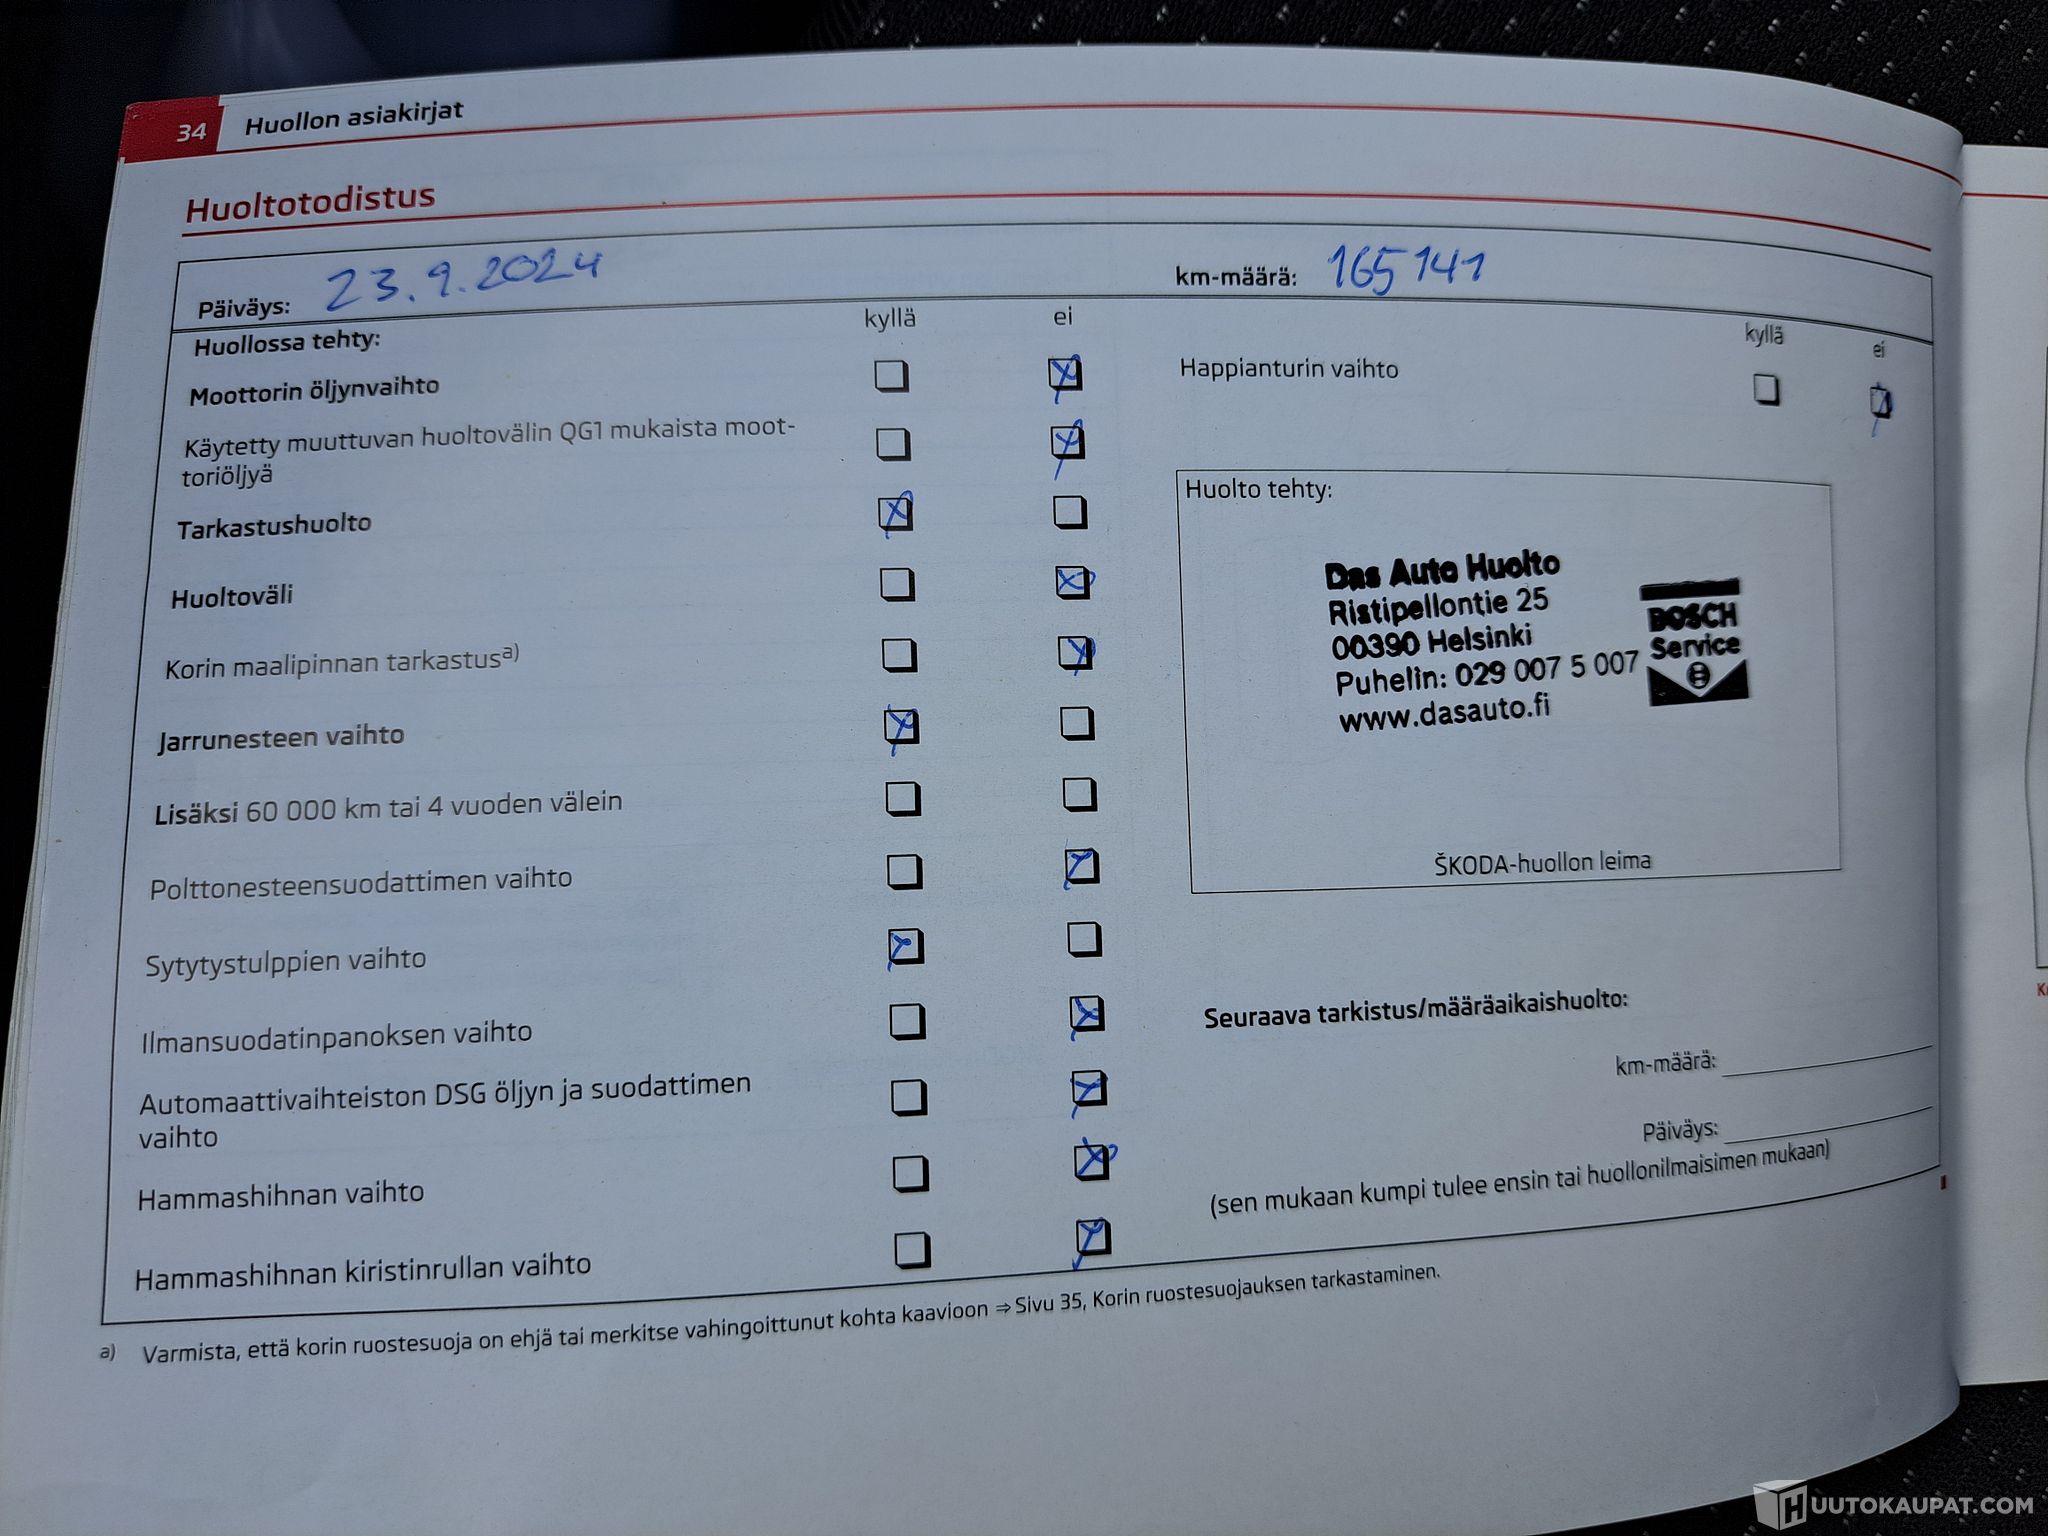 34 Huollon asiakirjat
Huoltotodistus
Päiväys: 23.9.2024
km-määrä: 165141
Huollossa tehty:
kyllä ei
Moottorin öljynvaihto
Käytetty muuttuvan huoltovälin QG1 mukaista moot-
toriöljyä
Tarkastushuolto
Huoltoväli
Korin maalipinnan tarkastusa)
Jarrunesteen vaihto
Lisäksi 60 000 km tai 4 vuoden välein
Polttonesteensuodattimen vaihto
Sytytystulppien vaihto
Ilmansuodatinpanoksen vaihto
Automaattivaihteiston DSG öljyn ja suodattimen
vaihto
Hammashihnan vaihto
Hammashihnan kiristinrullan vaihto
kyllä ei
Happianturin vaihto
Huolto tehty:
Das Auto Huolto
Ristipellontie 25
00390 Helsinki
Puhelin: 029 007 5 007
www.dasauto.fi
BOSCH
Service
ŠKODA-huollon leima
Seuraava tarkistus/määräaikaishuolto:
km-määrä:
Päiväys:
(sen mukaan kumpi tulee ensin tai huollonilmaisimen mukaan)
a) Varmista, että korin ruostesuoja on ehjä tai merkitse vahingoittunut kohta kaavioon ⇒ Sivu 35, Korin ruostesuojauksen tarkastaminen.
HUUTOKAUPAT.COM